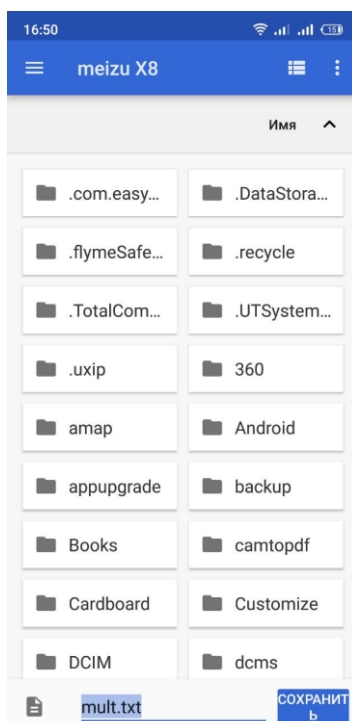 16:50 15
meizu X8
Имя
.com.easy... .DataStora...
.flymeSafe... .recycle
.TotalCom... .UTSystem...
.uxip 360
amap Android
appupgrade backup
Books camtopdf
Cardboard Customize
DCIM dcms
mult.txt СОХРАНИТ
Ь